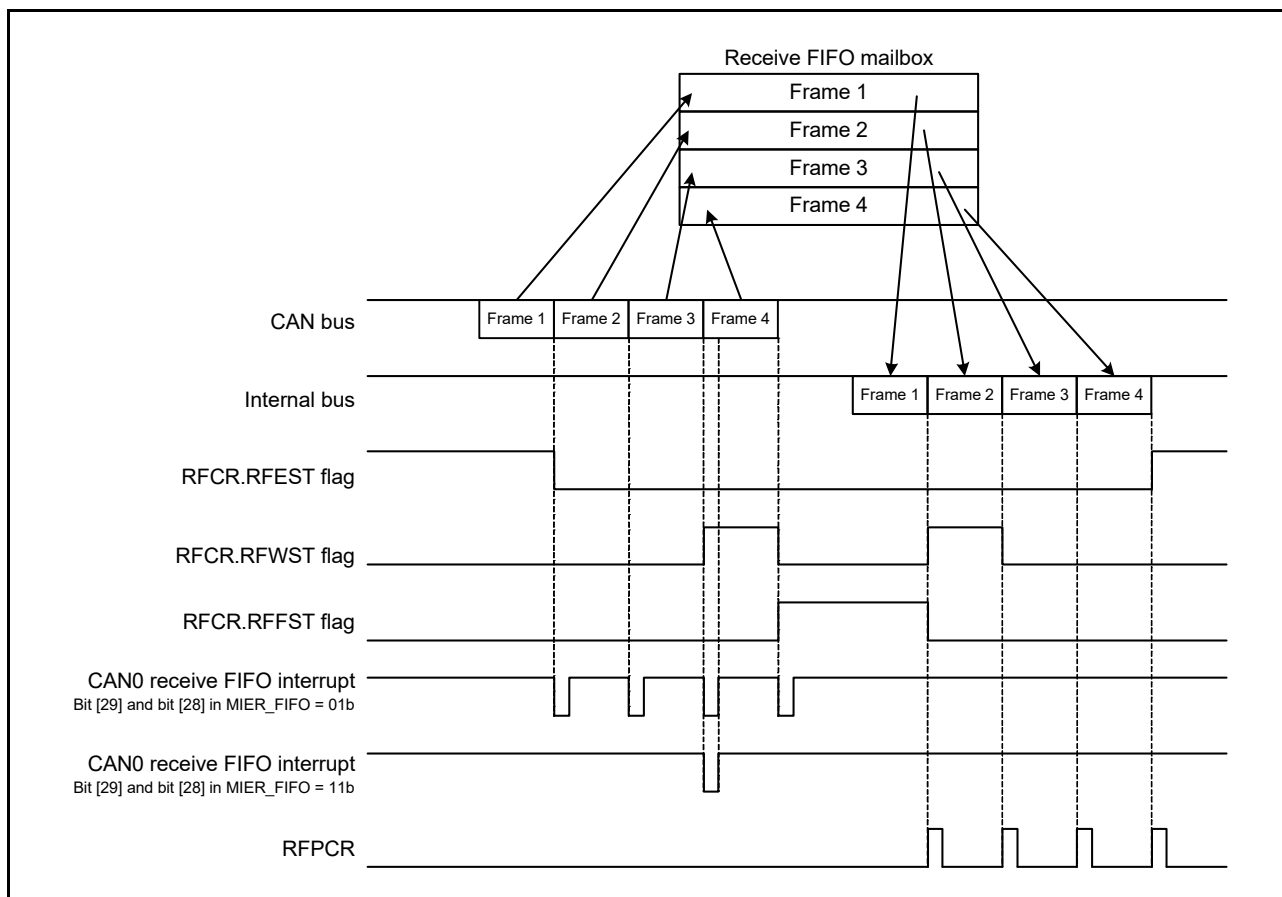 Receive FIFO mailbox
Frame 1
Frame 2
Frame 3
Frame 4
CAN bus
Frame 1 Frame 2 Frame 3 Frame 4
Internal bus
Frame 1 Frame 2 Frame 3 Frame 4
RFCR.RFEST flag
RFCR.RFWST flag
RFCR.RFFST flag
CAN0 receive FIFO interrupt
Bit [29] and bit [28] in MIER_FIFO = 01b
CAN0 receive FIFO interrupt
Bit [29] and bit [28] in MIER_FIFO = 11b
RFPCR